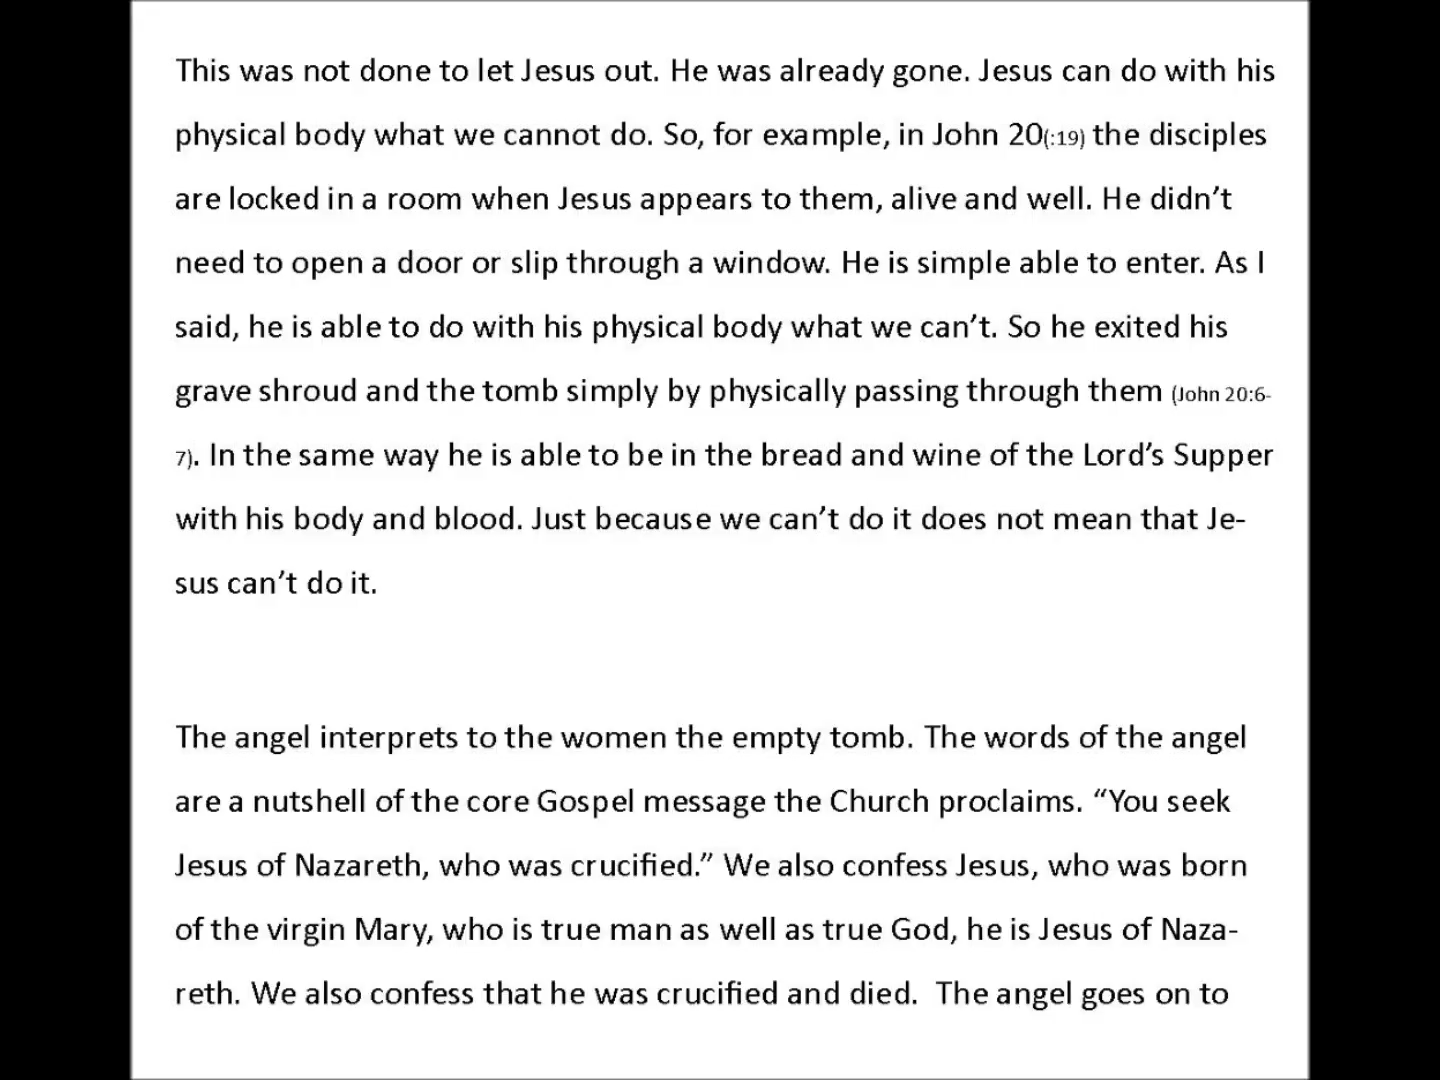 This was not done to let Jesus out. He was already gone. Jesus can do with his
physical body what we cannot do. So, for example, in John 20(:19) the disciples
are locked in a room when Jesus appears to them, alive and well. He didn’t
need to open a door or slip through a window. He is simple able to enter. As I
said, he is able to do with his physical body what we can’t. So he exited his
grave shroud and the tomb simply by physically passing through them (John 20:6-
7). In the same way he is able to be in the bread and wine of the Lord’s Supper
with his body and blood. Just because we can’t do it does not mean that Je-
sus can’t do it.
The angel interprets to the women the empty tomb. The words of the angel
are a nutshell of the core Gospel message the Church proclaims. “You seek
Jesus of Nazareth, who was crucified.” We also confess Jesus, who was born
of the virgin Mary, who is true man as well as true God, he is Jesus of Naza-
reth. We also confess that he was crucified and died.  The angel goes on to